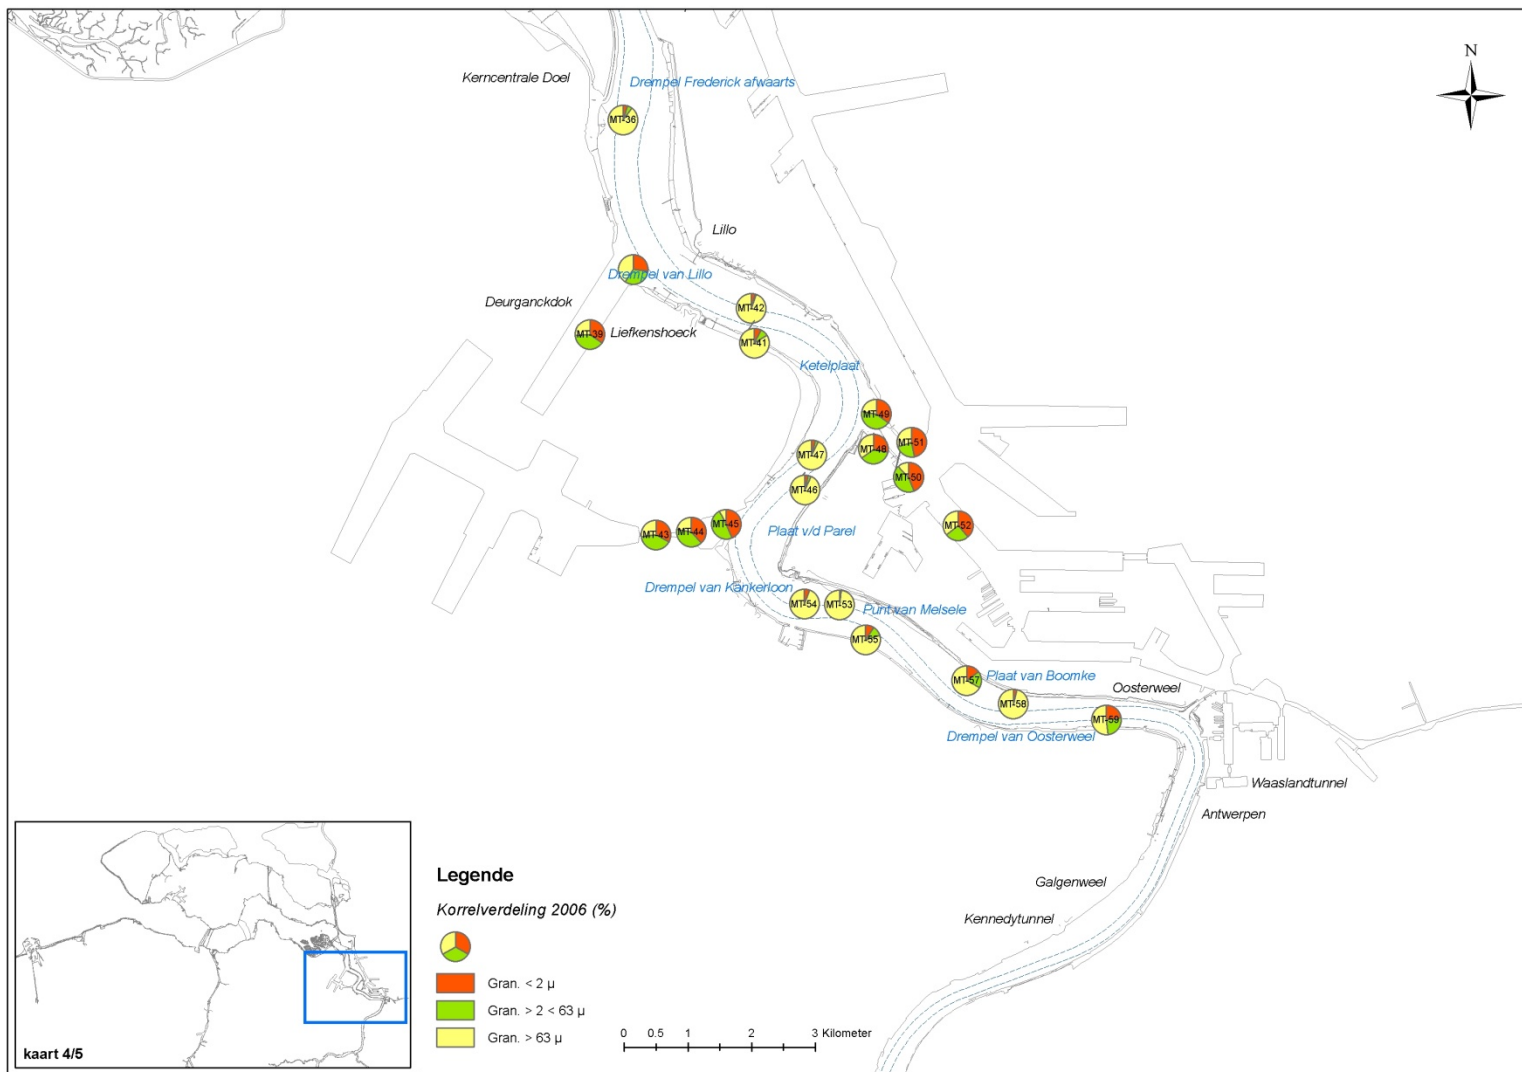 N
Kerncentrale Doel
Drempel Frederick afwaarts
MT-36
Lillo
Drempel van Lillo
Deurganckdok
MT-42
MT-39
Liefkenshoeck
MT-41
Ketelplaat
MT-49
MT-51
MT-48
MT-47
MT-50
MT-46
MT-45
MT-52
MT-44
MT-43
Plaat v/d Parel
Drempel van Kankerloon
MT-54
MT-53
Punt van Melsele
MT-55
MT-57
Plaat van Boomke
Oosterweel
MT-58
MT-59
Drempel van Oosterweel
Waaslandtunnel
Antwerpen
Galgenweel
Kennedytunnel
Legende
Korrelverdeling 2006 (%)
Gran. < 2 µ
Gran. > 2 < 63 µ
Gran. > 63 µ
0 0.5 1 2 3 Kilometer
kaart 4/5